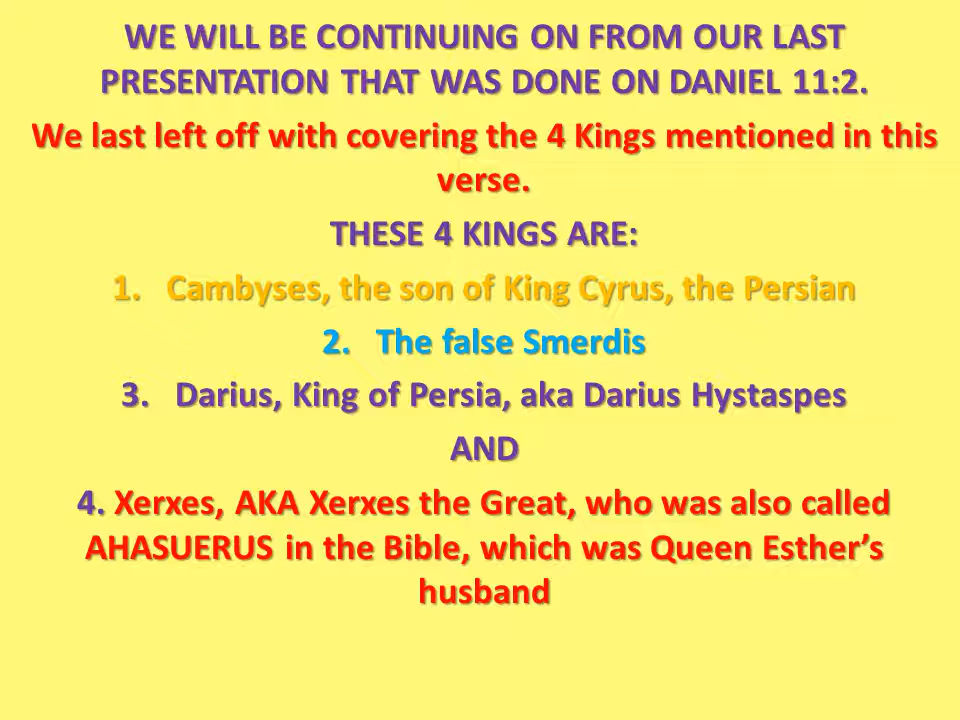 WE WILL BE CONTINUING ON FROM OUR LAST
PRESENTATION THAT WAS DONE ON DANIEL 11:2.
We last left off with covering the 4 Kings mentioned in this
verse.
THESE 4 KINGS ARE:
1. Cambyses, the son of King Cyrus, the Persian
2. The false Smerdis
3. Darius, King of Persia, aka Darius Hystaspes
AND
4. Xerxes, AKA Xerxes the Great, who was also called
AHASUERUS in the Bible, which was Queen Esther’s
husband